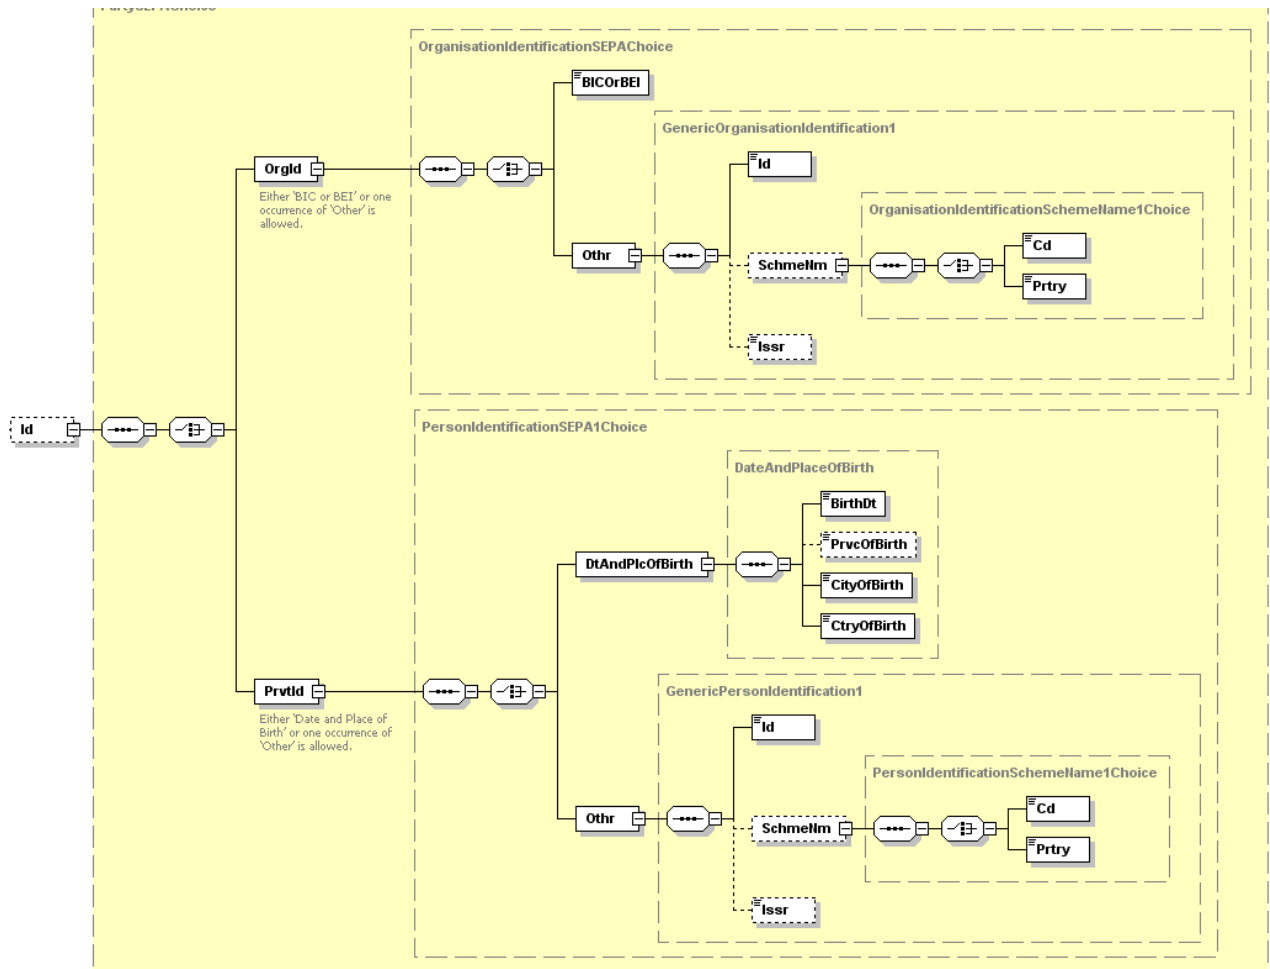 PartySEPAChoice
OrganisationIdentificationSEPAChoice
BICOrBEI
GenericOrganisationIdentification1
Id
OrgId
Either 'BIC or BEI' or one
occurrence of 'Other' is
allowed.
OrganisationIdentificationSchemeName1Choice
Cd
Othr
SchmeNm
Prtry
Issr
Id
PersonIdentificationSEPA1Choice
DateAndPlaceOfBirth
BirthDt
PrvcOfBirth
DtAndPlcOfBirth
CityOfBirth
CtryOfBirth
PrvtId
Either 'Date and Place of
Birth' or one occurrence of
'Other' is allowed.
GenericPersonIdentification1
Id
PersonIdentificationSchemeName1Choice
Cd
Othr
SchmeNm
Prtry
Issr